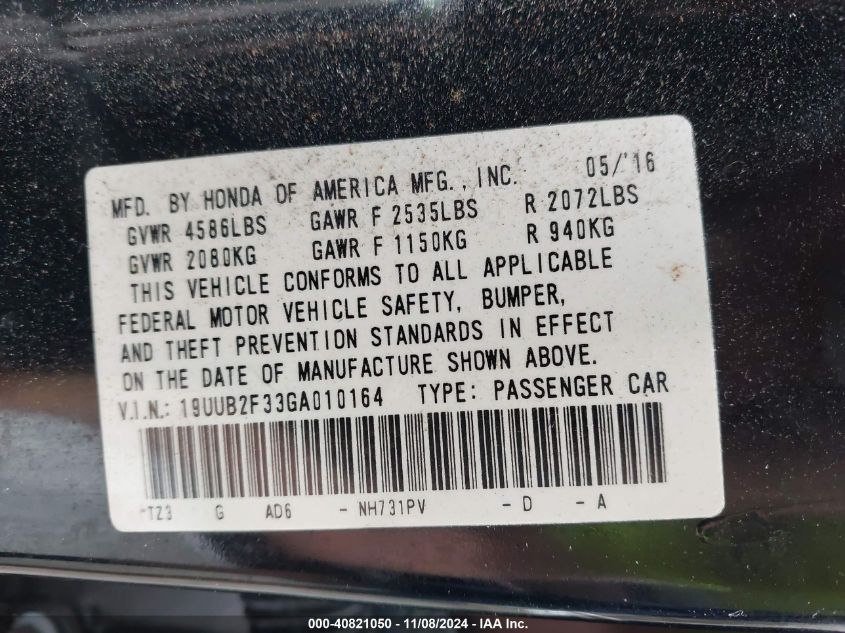 MFD. BY HONDA OF AMERICA MFG., INC. 05/'16
GVWR 4586LBS GAWR F 2535LBS R 2072LBS
GVWR 2080KG GAWR F 1150KG R 940KG
THIS VEHICLE CONFORMS TO ALL APPLICABLE
FEDERAL MOTOR VEHICLE SAFETY, BUMPER,
AND THEFT PREVENTION STANDARDS IN EFFECT
ON THE DATE OF MANUFACTURE SHOWN ABOVE.
V.I.N.: 19UUB2F33GA010164 TYPE: PASSENGER CAR
TZ3 G AD6 - NH731PV - D - A
000-40821050 - 11/08/2024 - IAA Inc.